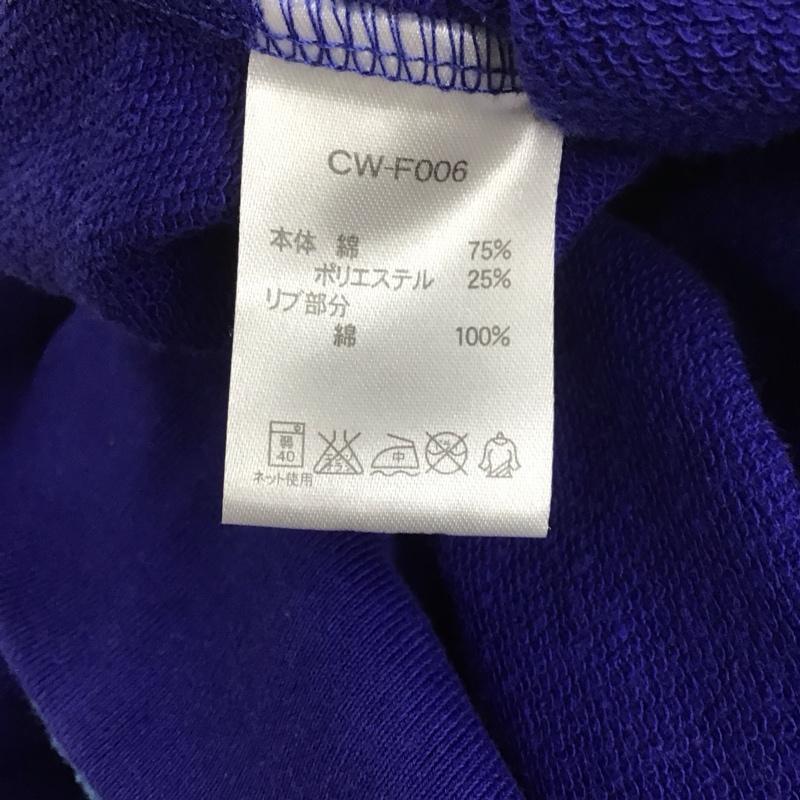 CW-F006
本体 綿 75%
ポリエステル 25%
リブ部分
綿 100%
弱
40
中
ネット使用